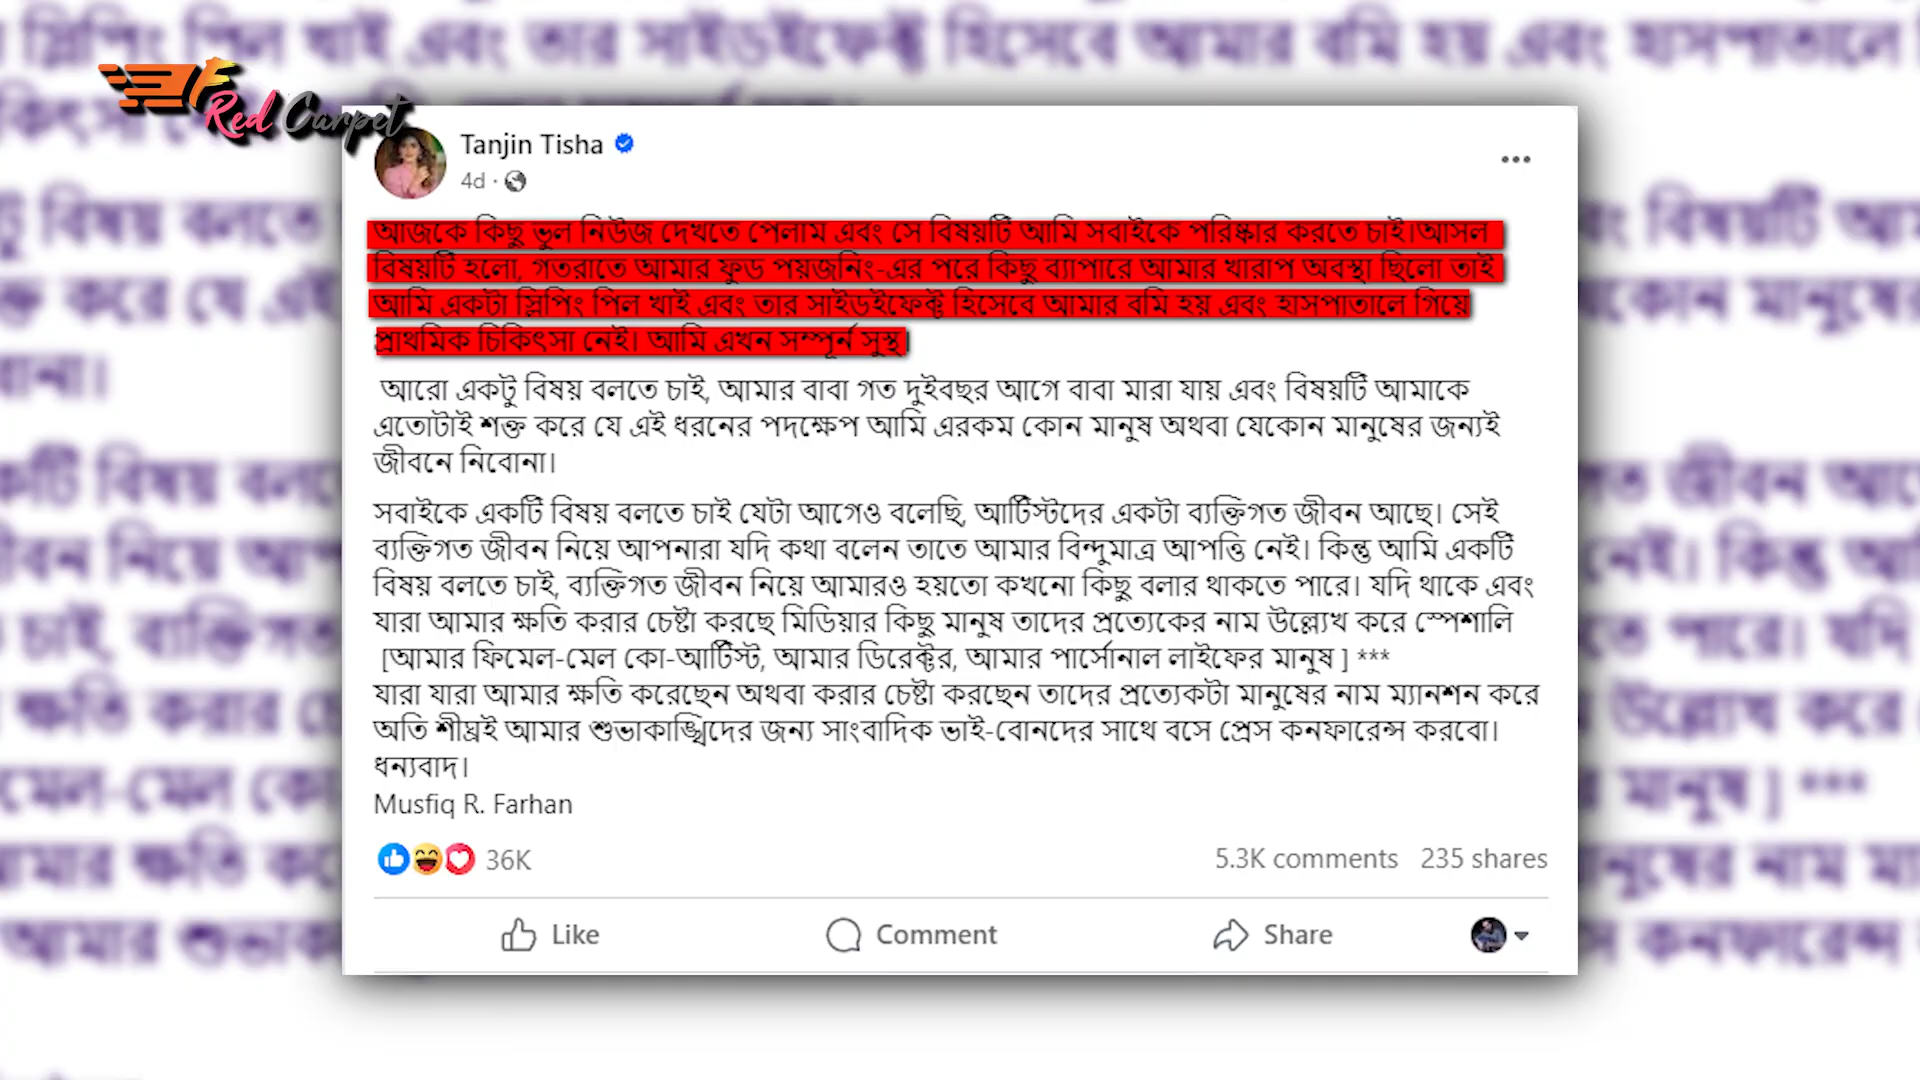 Red Carpet
Tanjin Tisha
4d ·
আজকে কিছু ভুল নিউজ দেখতে পেলাম এবং সে বিষয়টি আমি সবাইকে পরিষ্কার করতে চাই।আসল
বিষয়টি হলো, গতরাতে আমার ফুড পয়জনিং-এর পরে কিছু ব্যাপারে আমার খারাপ অবস্থা ছিলো তাই
আমি একটা স্লিপিং পিল খাই এবং তার সাইডইফেক্ট হিসেবে আমার বমি হয় এবং হাসপাতালে গিয়ে
প্রাথমিক চিকিৎসা নেই। আমি এখন সম্পূর্ন সুস্থ।
আরো একটু বিষয় বলতে চাই, আমার বাবা গত দুইবছর আগে বাবা মারা যায় এবং বিষয়টি আমাকে
এতোটাই শক্ত করে যে এই ধরনের পদক্ষেপ আমি এরকম কোন মানুষ অথবা যেকোন মানুষের জন্যই
জীবনে নিবোনা।
সবাইকে একটি বিষয় বলতে চাই যেটা আগেও বলেছি, আর্টিস্টদের একটা ব্যক্তিগত জীবন আছে। সেই
ব্যক্তিগত জীবন নিয়ে আপনারা যদি কথা বলেন তাতে আমার বিন্দুমাত্র আপত্তি নেই। কিন্তু আমি একটি
বিষয় বলতে চাই, ব্যক্তিগত জীবন নিয়ে আমারও হয়তো কখনো কিছু বলার থাকতে পারে। যদি থাকে এবং
যারা আমার ক্ষতি করার চেষ্টা করছে মিডিয়ার কিছু মানুষ তাদের প্রত্যেকের নাম উল্ল্যেখ করে স্পেশালি
[আমার ফিমেল-মেল কো-আর্টিস্ট, আমার ডিরেক্টর, আমার পার্সোনাল লাইফের মানুষ ] ***
যারা যারা আমার ক্ষতি করেছেন অথবা করার চেষ্টা করছেন তাদের প্রত্যেকটা মানুষের নাম ম্যানশন করে
অতি শীঘ্রই আমার শুভাকাঙ্খিদের জন্য সাংবাদিক ভাই-বোনদের সাথে বসে প্রেস কনফারেন্স করবো।
ধন্যবাদ।
Musfiq R. Farhan
36K
5.3K comments 235 shares
Like Comment Share